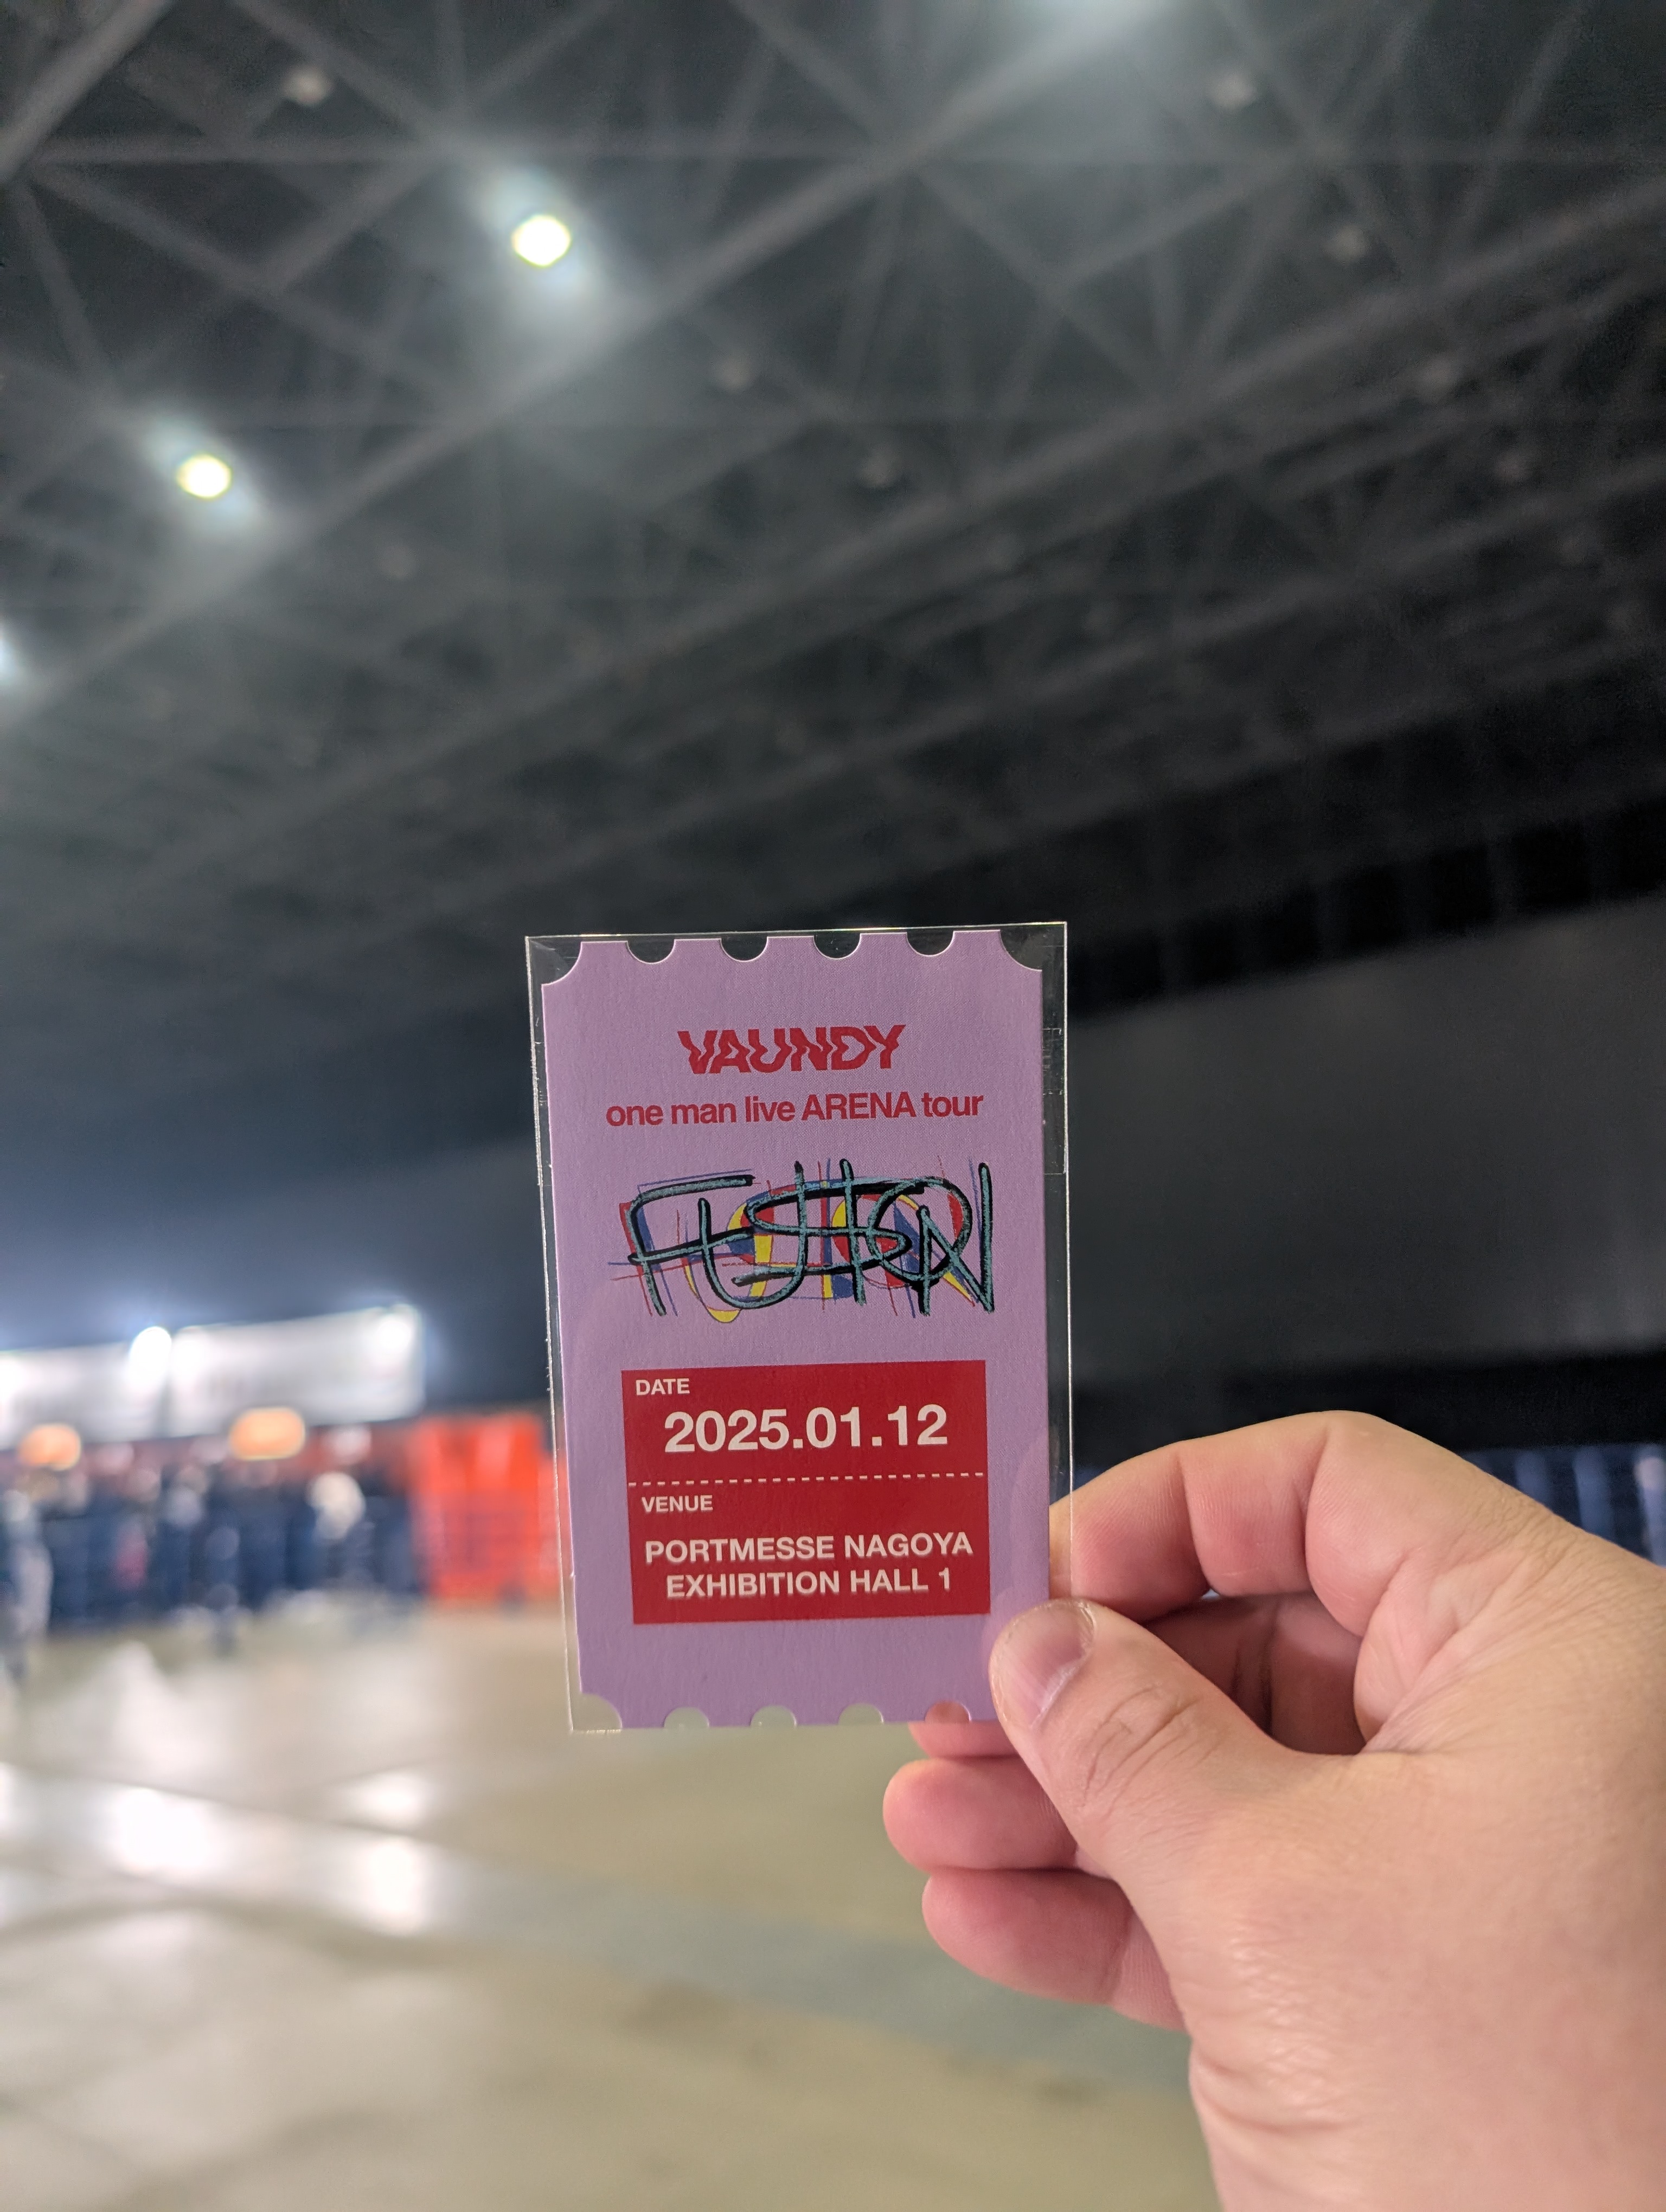 VAUNDY
one man live ARENA tour
FUSION
DATE
2025.01.12
VENUE
PORTMESSE NAGOYA
EXHIBITION HALL 1